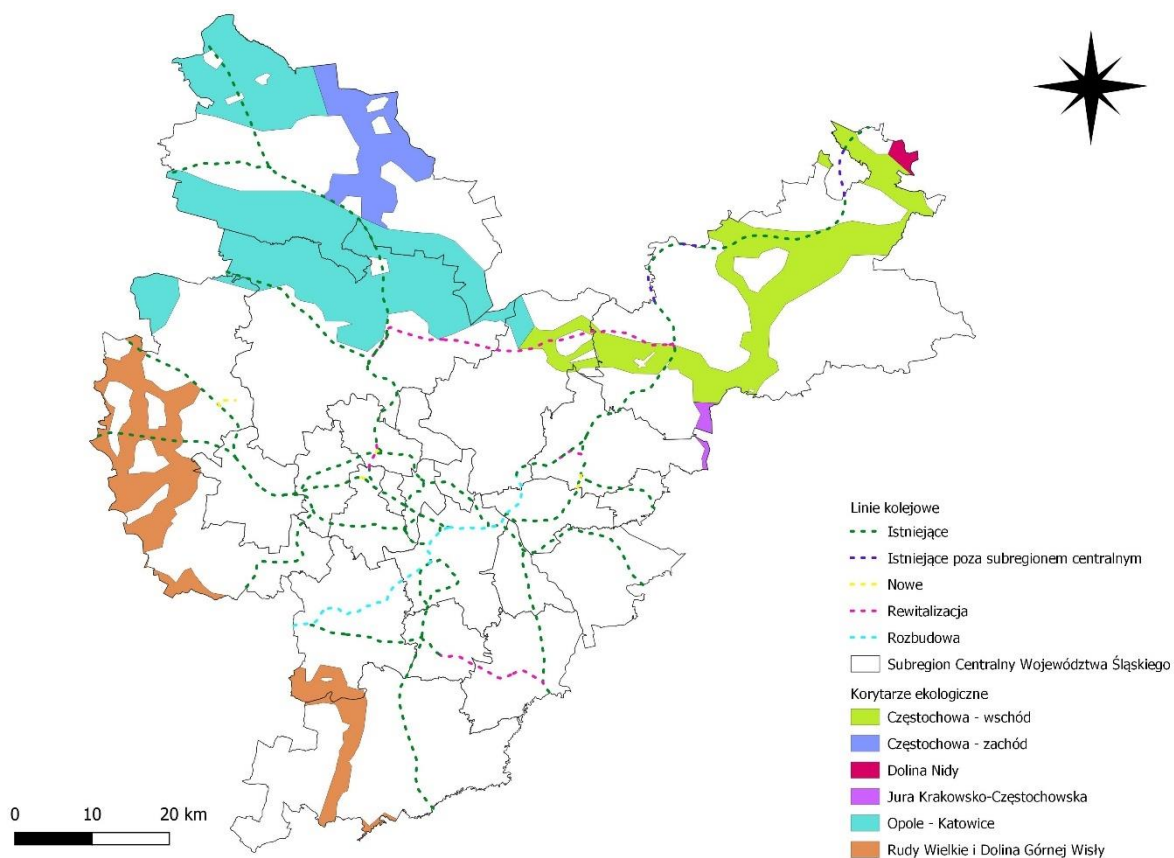 Linie kolejowe
Istniejące
Istniejące poza subregionem centralnym
Nowe
Rewitalizacja
Rozbudowa
Subregion Centralny Województwa Śląskiego
Korytarze ekologiczne
Częstochowa - wschód
Częstochowa - zachód
Dolina Nidy
Jura Krakowsko-Częstochowska
Opole - Katowice
Rudy Wielkie i Dolina Górnej Wisły
0 10 20 km